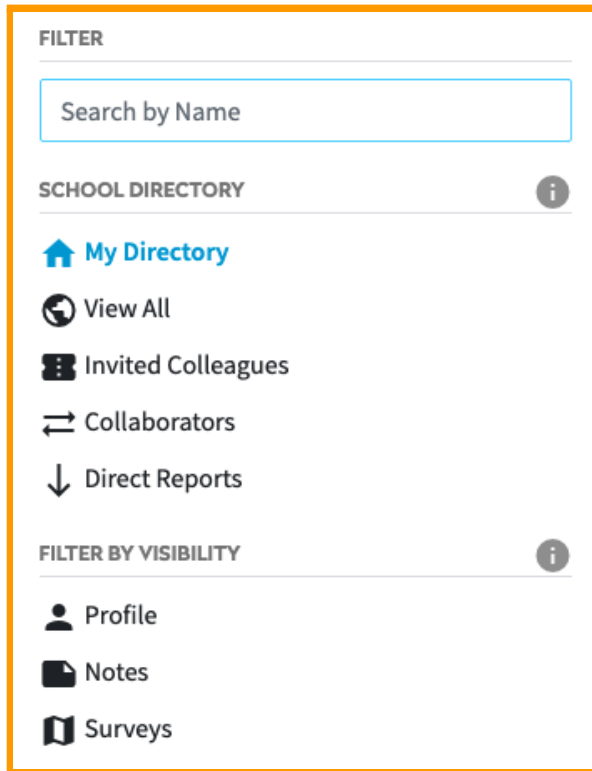 FILTER
Search by Name
SCHOOL DIRECTORY
My Directory
View All
Invited Colleagues
Collaborators
Direct Reports
FILTER BY VISIBILITY
Profile
Notes
Surveys